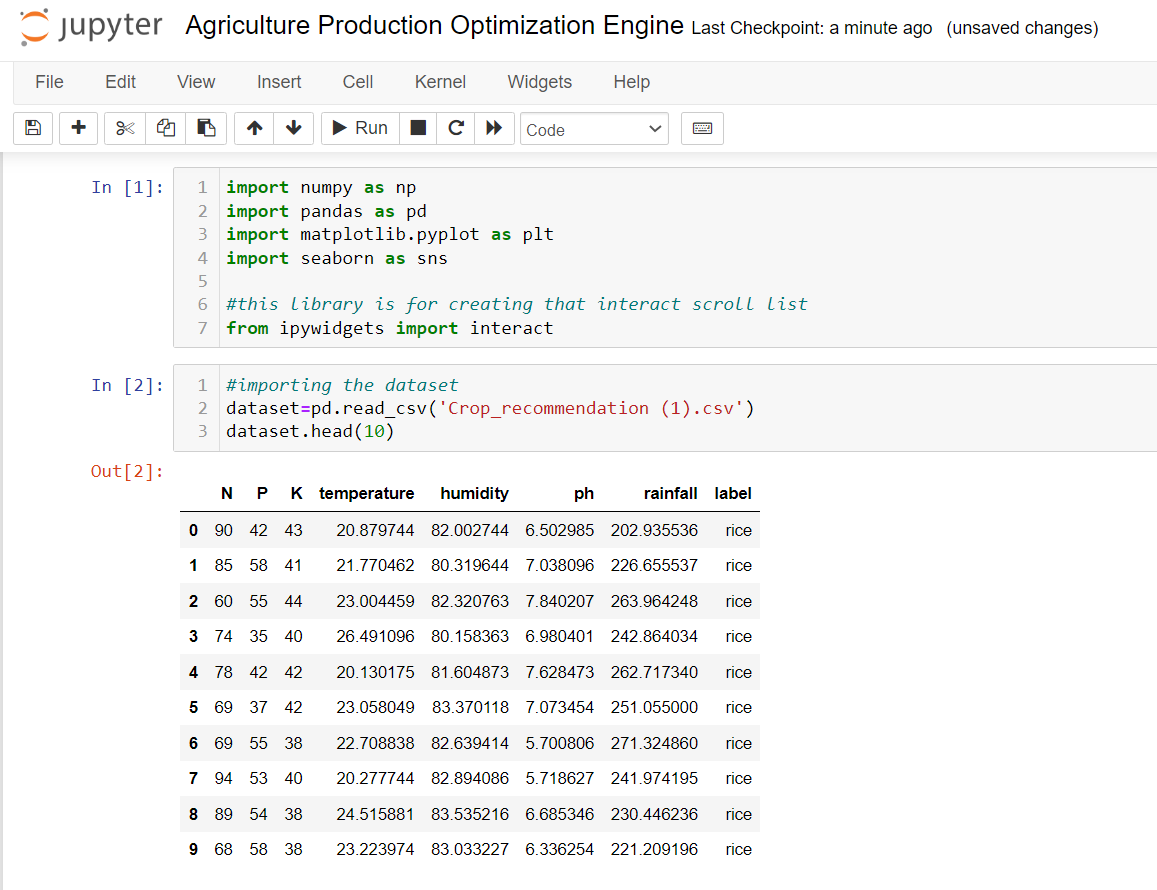 jupyter Agriculture Production Optimization Engine Last Checkpoint: a minute ago (unsaved changes)
File Edit View Insert Cell Kernel Widgets Help
Run Code
In [1]:
1 import numpy as np
2 import pandas as pd
3 import matplotlib.pyplot as plt
4 import seaborn as sns
5
6 #this library is for creating that interact scroll list
7 from ipywidgets import interact
In [2]:
1 #importing the dataset
2 dataset=pd.read_csv('Crop_recommendation (1).csv')
3 dataset.head(10)
Out[2]:
N P K temperature humidity ph rainfall label
0 90 42 43 20.879744 82.002744 6.502985 202.935536 rice
1 85 58 41 21.770462 80.319644 7.038096 226.655537 rice
2 60 55 44 23.004459 82.320763 7.840207 263.964248 rice
3 74 35 40 26.491096 80.158363 6.980401 242.864034 rice
4 78 42 42 20.130175 81.604873 7.628473 262.717340 rice
5 69 37 42 23.058049 83.370118 7.073454 251.055000 rice
6 69 55 38 22.708838 82.639414 5.700806 271.324860 rice
7 94 53 40 20.277744 82.894086 5.718627 241.974195 rice
8 89 54 38 24.515881 83.535216 6.685346 230.446236 rice
9 68 58 38 23.223974 83.033227 6.336254 221.209196 rice